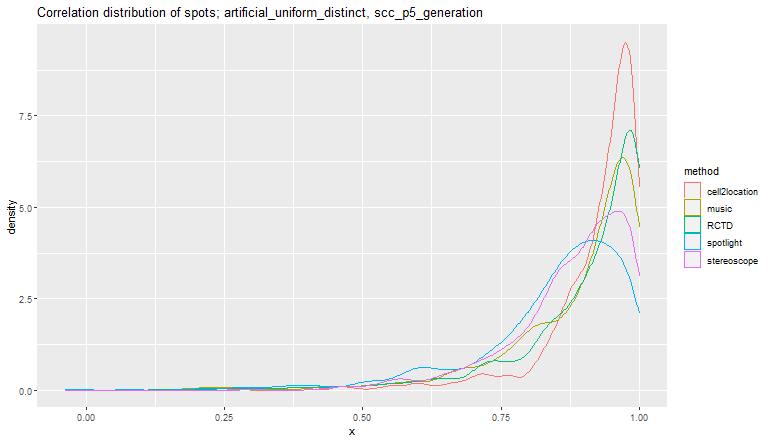 Correlation distribution of spots; artificial_uniform_distinct, scc_p5_generation
density
7.5
5.0
2.5
0.0
0.00
0.25
0.50
0.75
1.00
x
method
cell2location
music
RCTD
spotlight
stereoscope